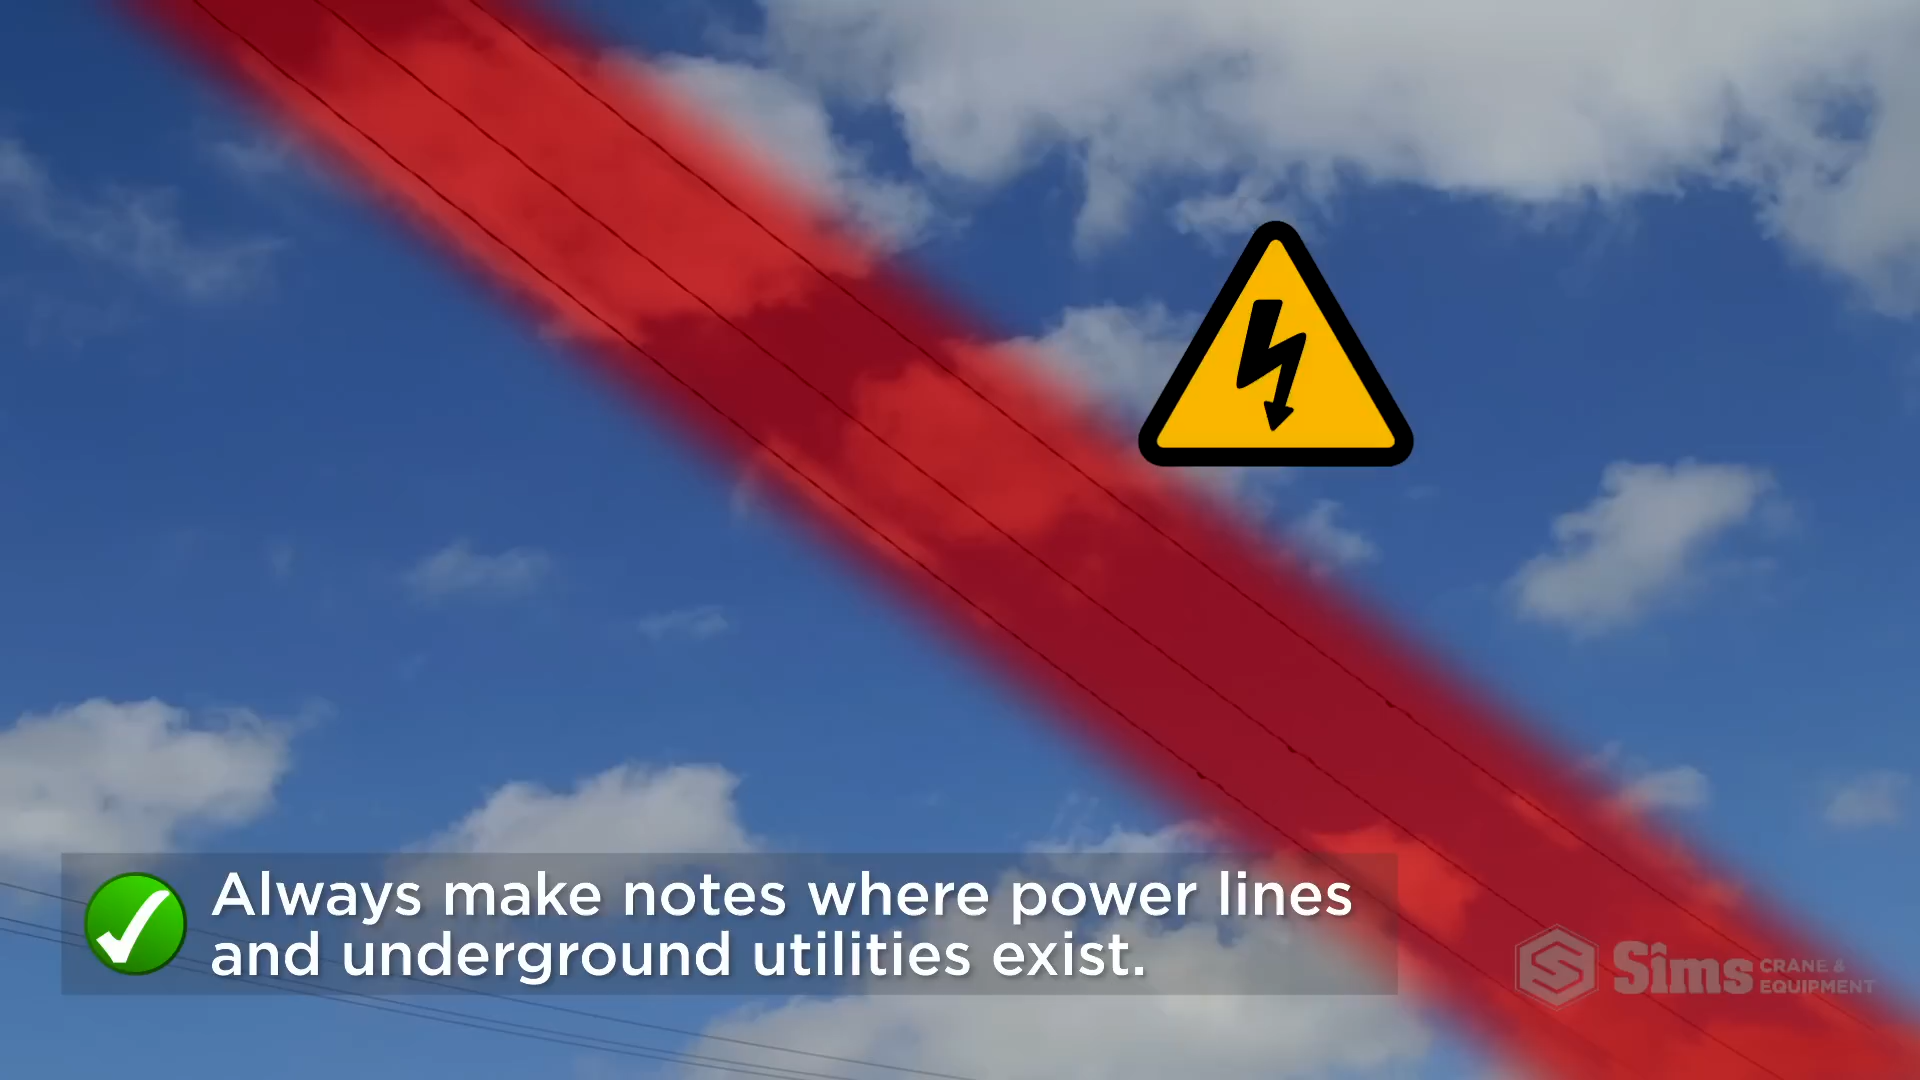 Always make notes where power lines
and underground utilities exist.
Sims
CRANE &
EQUIPMENT